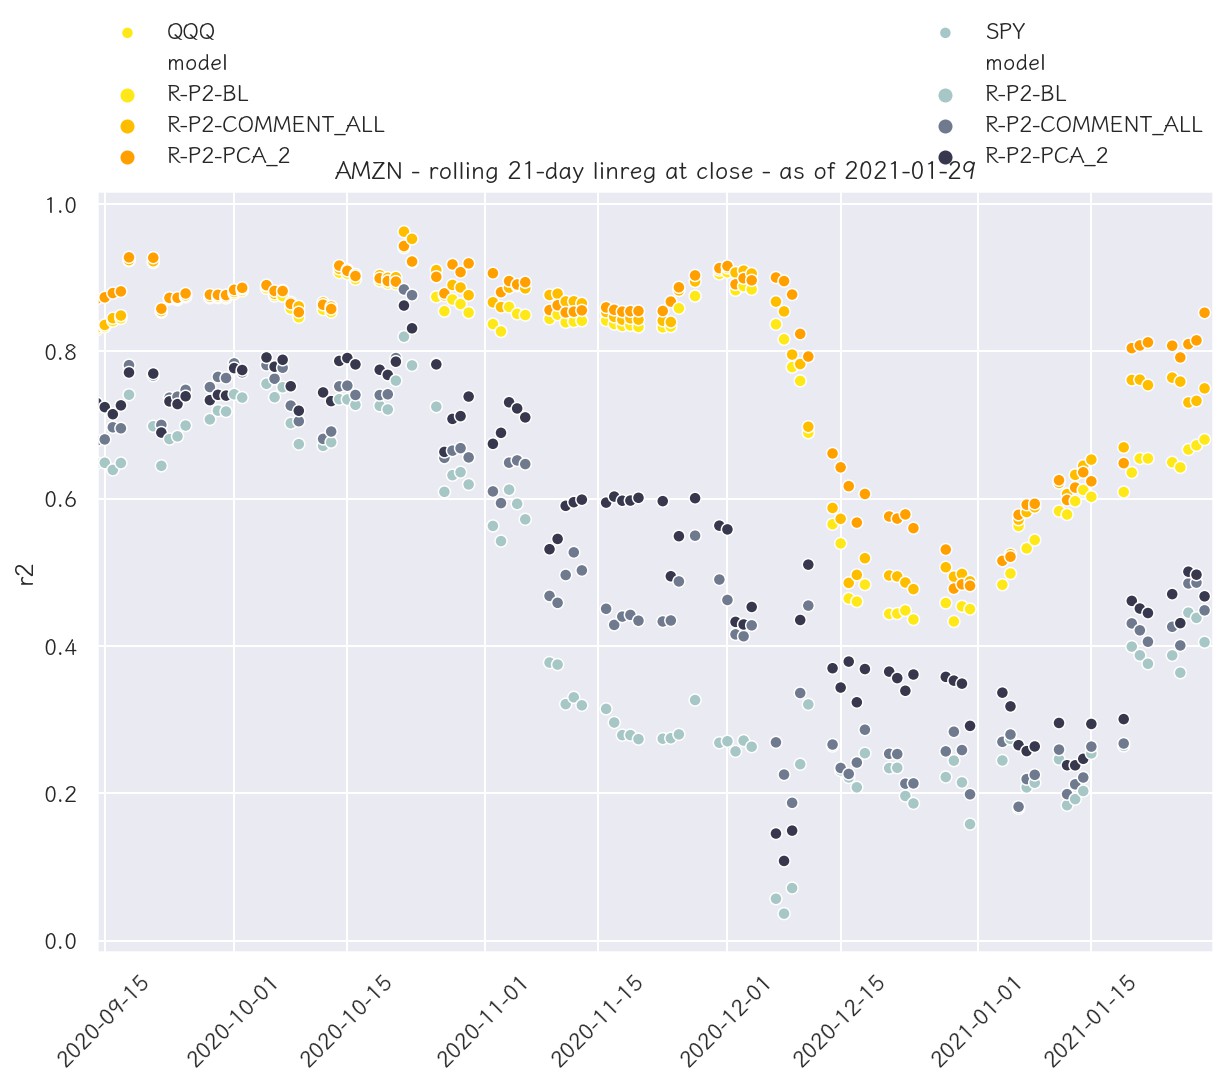 QQQ
model
R-P2-BL
R-P2-COMMENT_ALL
R-P2-PCA_2
SPY
model
R-P2-BL
R-P2-COMMENT_ALL
R-P2-PCA_2
AMZN - rolling 21-day linreg at close - as of 2021-01-29
1.0
0.8
0.6
0.4
0.2
0.0
r2
2020-09-15
2020-10-01
2020-10-15
2020-11-01
2020-11-15
2020-12-01
2020-12-15
2021-01-01
2021-01-15